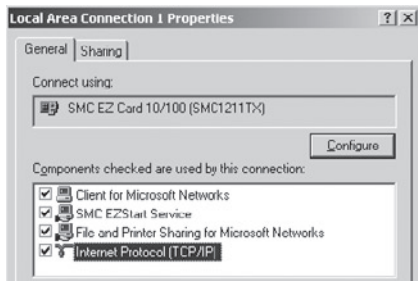 Local Area Connection 1 Properties
General Sharing
Connect using:
SMC EZ Card 10/100 (SMC1211TX)
Configure
Components checked are used by this connection:
Client for Microsoft Networks
SMC EZStart Service
File and Printer Sharing for Microsoft Networks
Internet Protocol (TCP/IP)